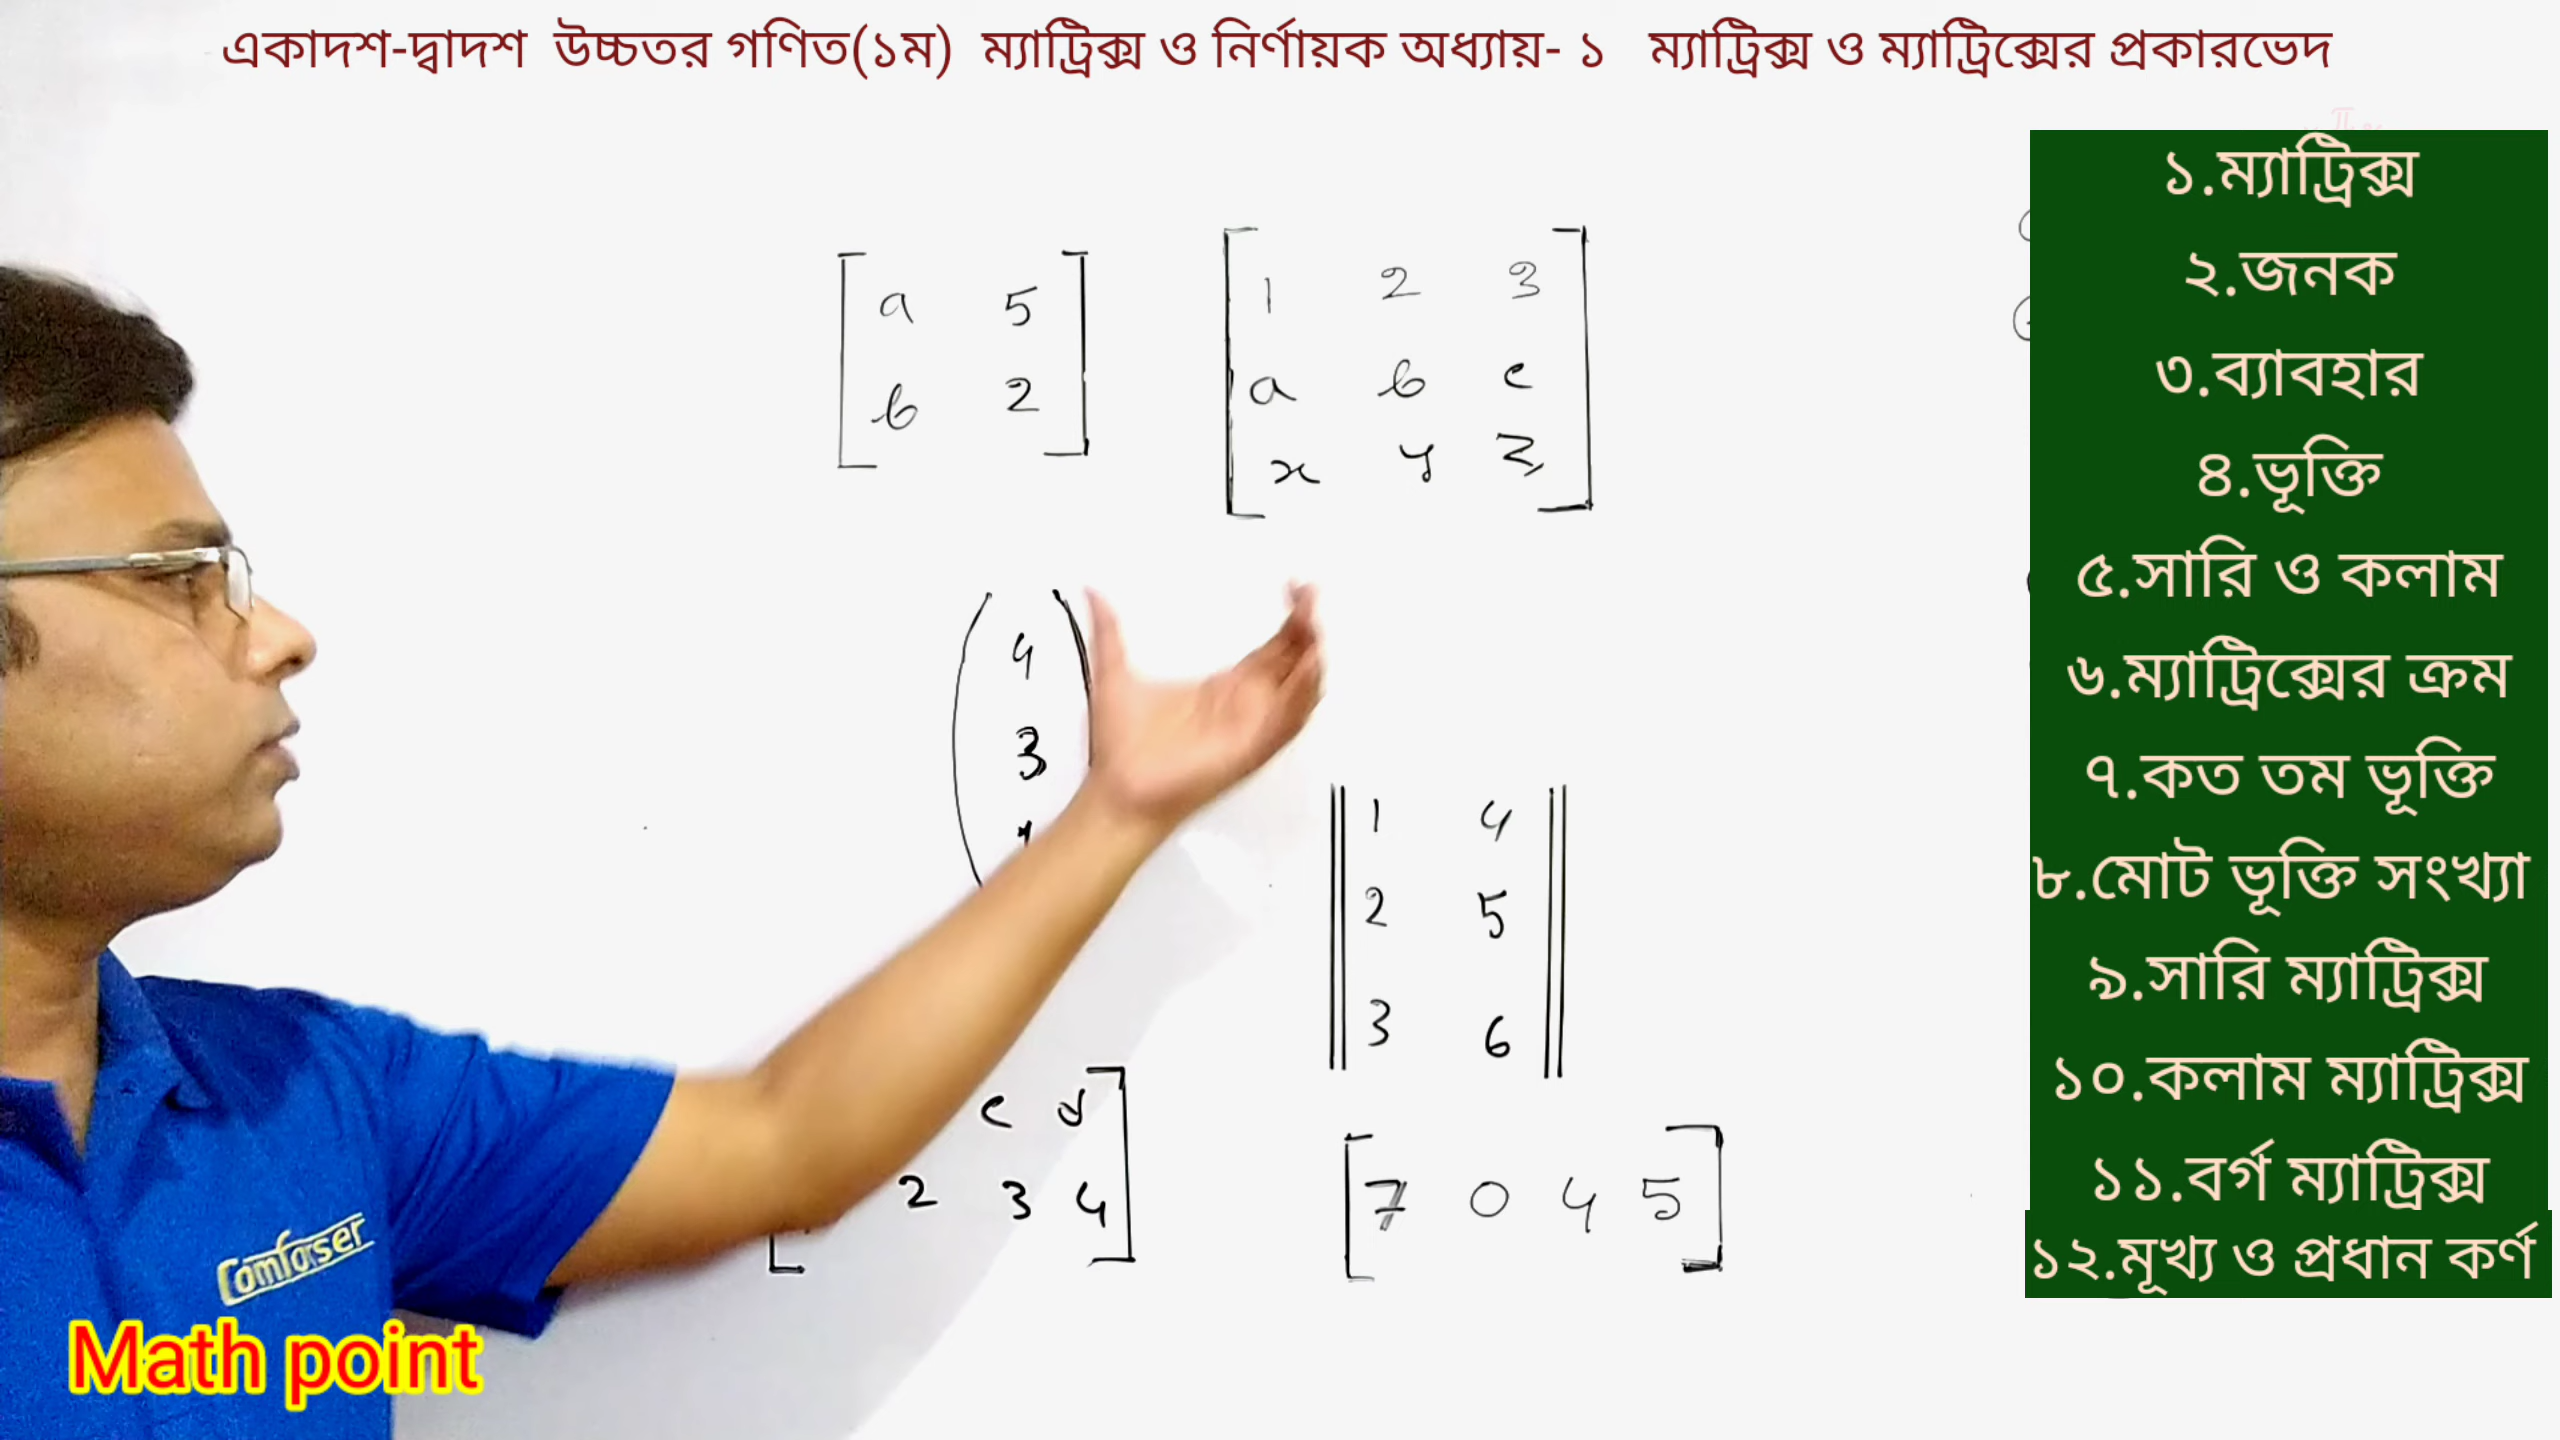 একাদশ-দ্বাদশ উচ্চতর গণিত(১ম) ম্যাট্রিক্স ও নির্ণায়ক অধ্যায়- ১ ম্যাট্রিক্স ও ম্যাট্রিক্সের প্রকারভেদ
a 5
b 2
1 2 3
a b c
x y z
4
3
1 4
2 5
3 6
c d
2 3 4
7 0 4 5
১.ম্যাট্রিক্স
২.জনক
৩.ব্যাবহার
৪.ভূক্তি
৫.সারি ও কলাম
৬.ম্যাট্রিক্সের ক্রম
৭.কত তম ভূক্তি
৮.মোট ভূক্তি সংখ্যা
৯.সারি ম্যাট্রিক্স
১০.কলাম ম্যাট্রিক্স
১১.বর্গ ম্যাট্রিক্স
১২.মূখ্য ও প্রধান কর্ণ
Comforser
Math point